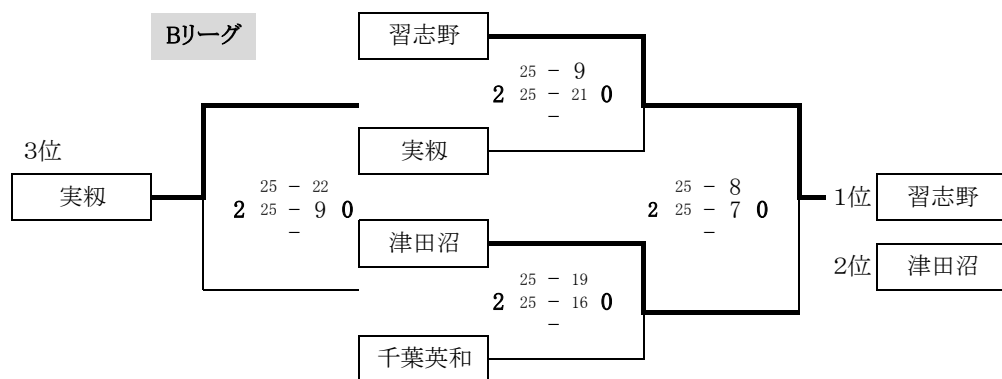 Bリーグ
習志野
25 － 9
2 25 － 21 0
－
実籾
3位
実籾
25 － 22
2 25 － 9 0
－
25 － 8
2 25 － 7 0
－
1位 習志野
津田沼
2位 津田沼
25 － 19
2 25 － 16 0
－
千葉英和